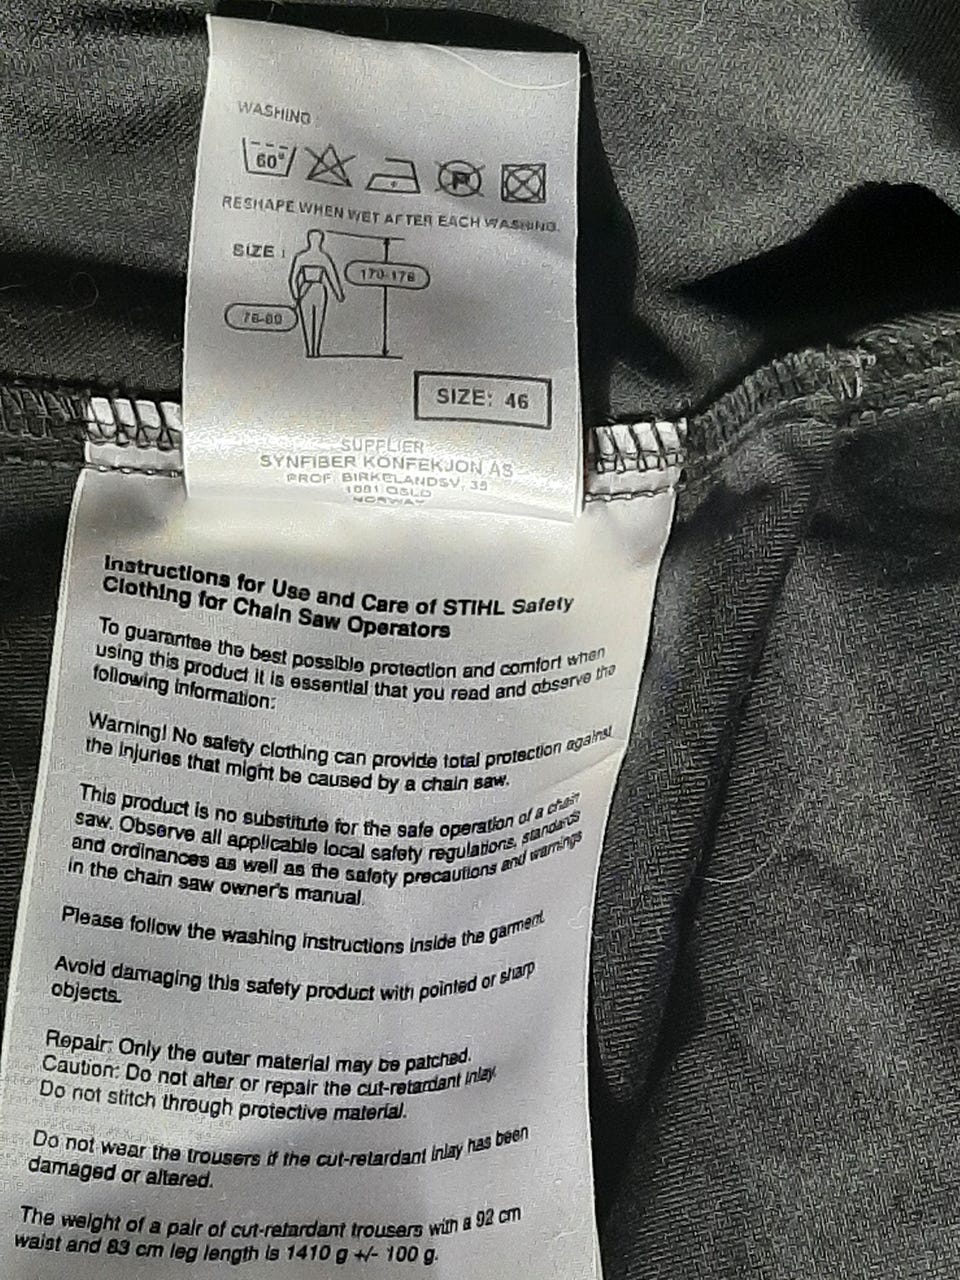 WASHING
60°
P
RESHAPE WHEN WET AFTER EACH WASHING.
SIZE :
170-176
76-80
SIZE: 46
SUPPLIER
SYNFIBER KONFEKJON AS
PROF. BIRKELANDSV. 35
1081 OSLO
NORWAY
Instructions for Use and Care of STIHL Safety
Clothing for Chain Saw Operators
To guarantee the best possible protection and comfort when
using this product it is essential that you read and observe the
following information:
Warning! No safety clothing can provide total protection against
the injuries that might be caused by a chain saw.
This product is no substitute for the safe operation of a chain
saw. Observe all applicable local safety regulations, standards
and ordinances as well as the safety precautions and warnings
in the chain saw owner's manual.
Please follow the washing instructions inside the garment.
Avoid damaging this safety product with pointed or sharp
objects.
Repair: Only the outer material may be patched.
Caution: Do not alter or repair the cut-retardant inlay.
Do not stitch through protective material.
Do not wear the trousers if the cut-retardant inlay has been
damaged or altered.
The weight of a pair of cut-retardant trousers with a 92 cm
waist and 83 cm leg length is 1410 g +/- 100 g.